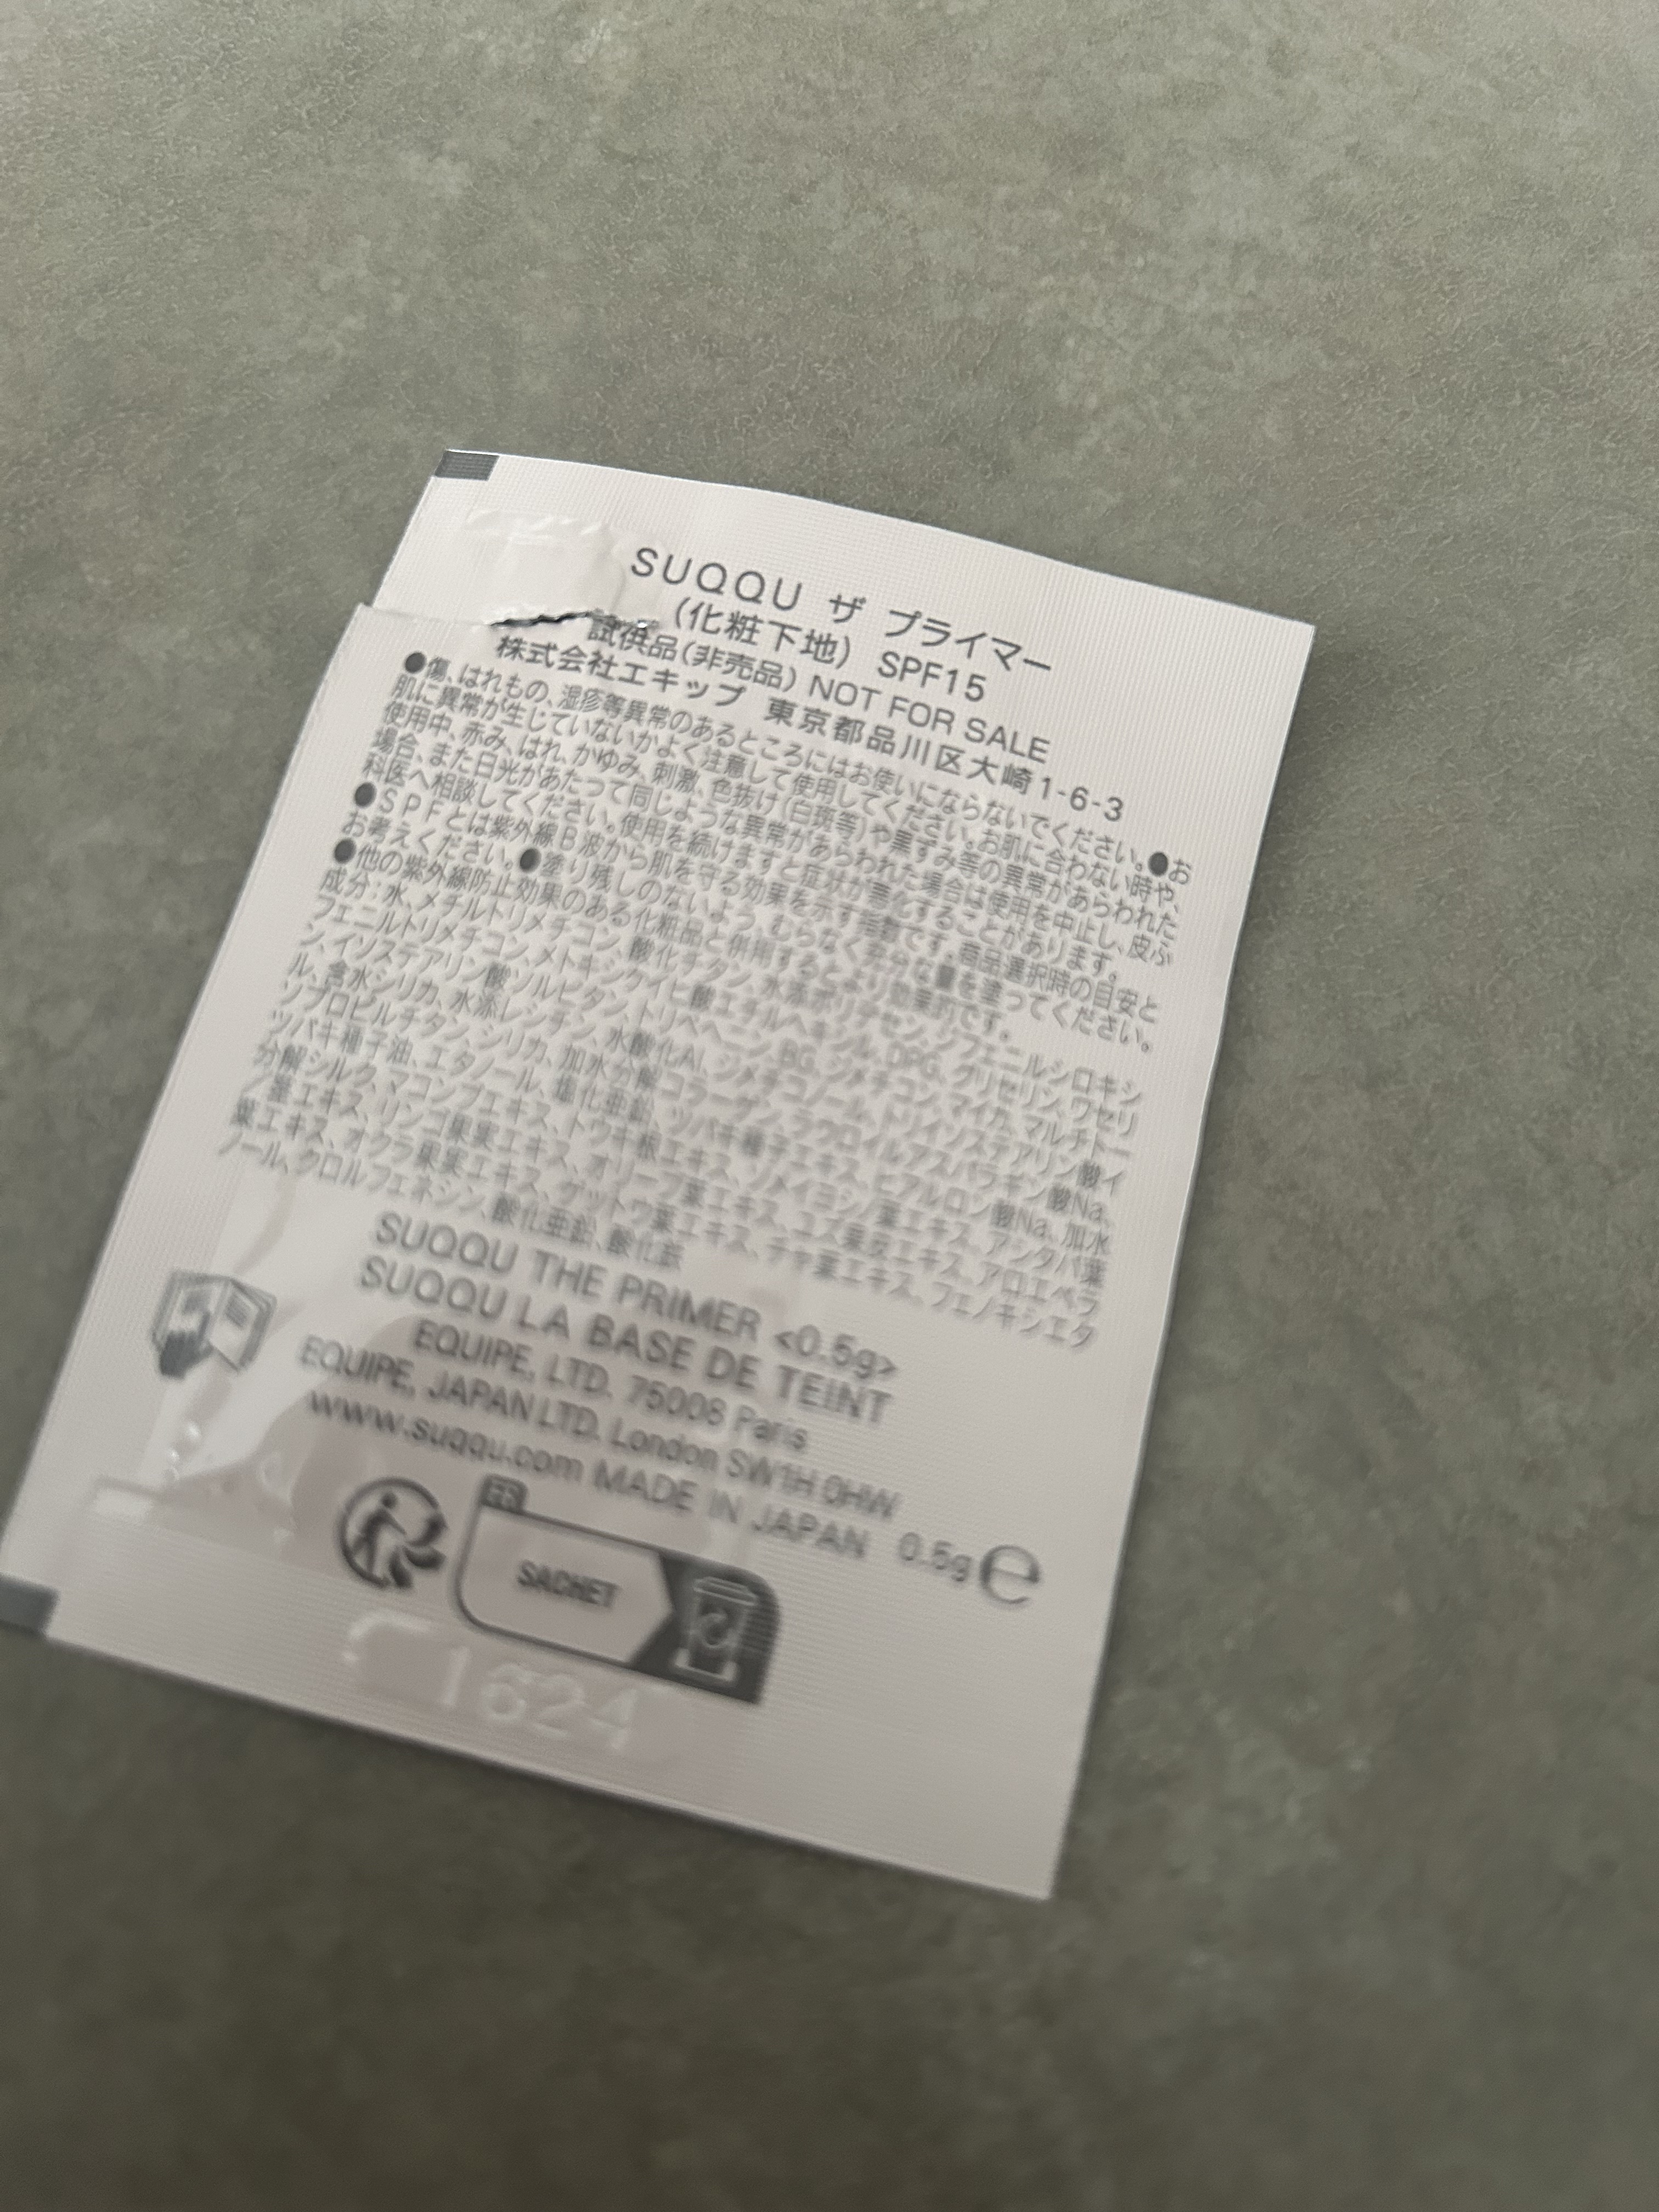 SUQQU ザ プライマー
(化粧下地) SPF15
試供品(非売品) NOT FOR SALE
株式会社エキップ 東京都品川区大崎1-6-3
●傷、はれもの、湿疹等異常のあるところにはお使いにならないでください。●お
肌に異常が生じていないかよく注意して使用してください。お肌に合わない時や、
使用中、赤み、はれ、かゆみ、刺激、色抜け(白斑等)や黒ずみ等の異常があらわれた
場合、また日光があたって同じような異常があらわれた場合は使用を中止し、皮ふ
科医へ相談してください。使用を続けますと症状が悪化することがあります。
●SPFとは紫外線B波から肌を守る効果を示す指数です。商品選択時の目安と
お考えください。●塗り残しのないよう、むらなく充分な量を塗ってください。
●他の紫外線防止効果のある化粧品と併用するとより効果的です。
成分:水、メチルトリメチコン、酸化チタン、水添ポリデセン、ジフェニルシロキシ
フェニルトリメチコン、メトキシケイヒ酸エチルヘキシル、DPG、グリセリン、ワセリ
ン、イソステアリン酸ソルビタン、トリベヘニン、BG、ジメチコン、マイカ、マルチトー
ル、含水シリカ、水添レシチン、水酸化Al、ジメチコノール、トリイソステアリン酸イ
ソプロピルチタン、シリカ、加水分解コラーゲン、ラウロイルアスパラギン酸Na、
ツバキ種子油、エタノール、塩化亜鉛、ツバキ種子エキス、ヒアルロン酸Na、加水
分解シルク、マコンブエキス、トウキ根エキス、ソメイヨシノ葉エキス、アシタバ葉
/茎エキス、リンゴ果実エキス、オリーブ葉エキス、ユズ果皮エキス、アロエベラ
葉エキス、オクラ果実エキス、ゲットウ葉エキス、チャ葉エキス、フェノキシエタ
ノール、クロルフェネシン、酸化亜鉛、酸化鉄
SUQQU THE PRIMER <0.5g>
SUQQU LA BASE DE TEINT
EQUIPE, LTD. 75008 Paris
EQUIPE, JAPAN LTD. London SW1H 0HW
www.suqqu.com MADE IN JAPAN 0.5g ℮
FR
SACHET
1624